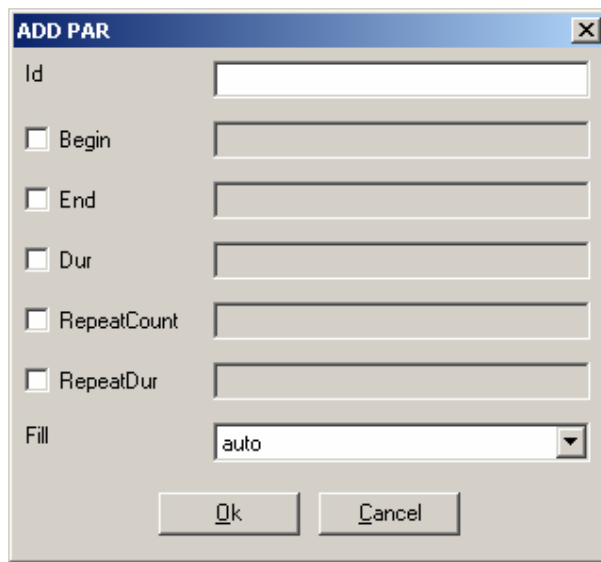 ADD PAR
Id
Begin
End
Dur
RepeatCount
RepeatDur
Fill auto
Ok Cancel